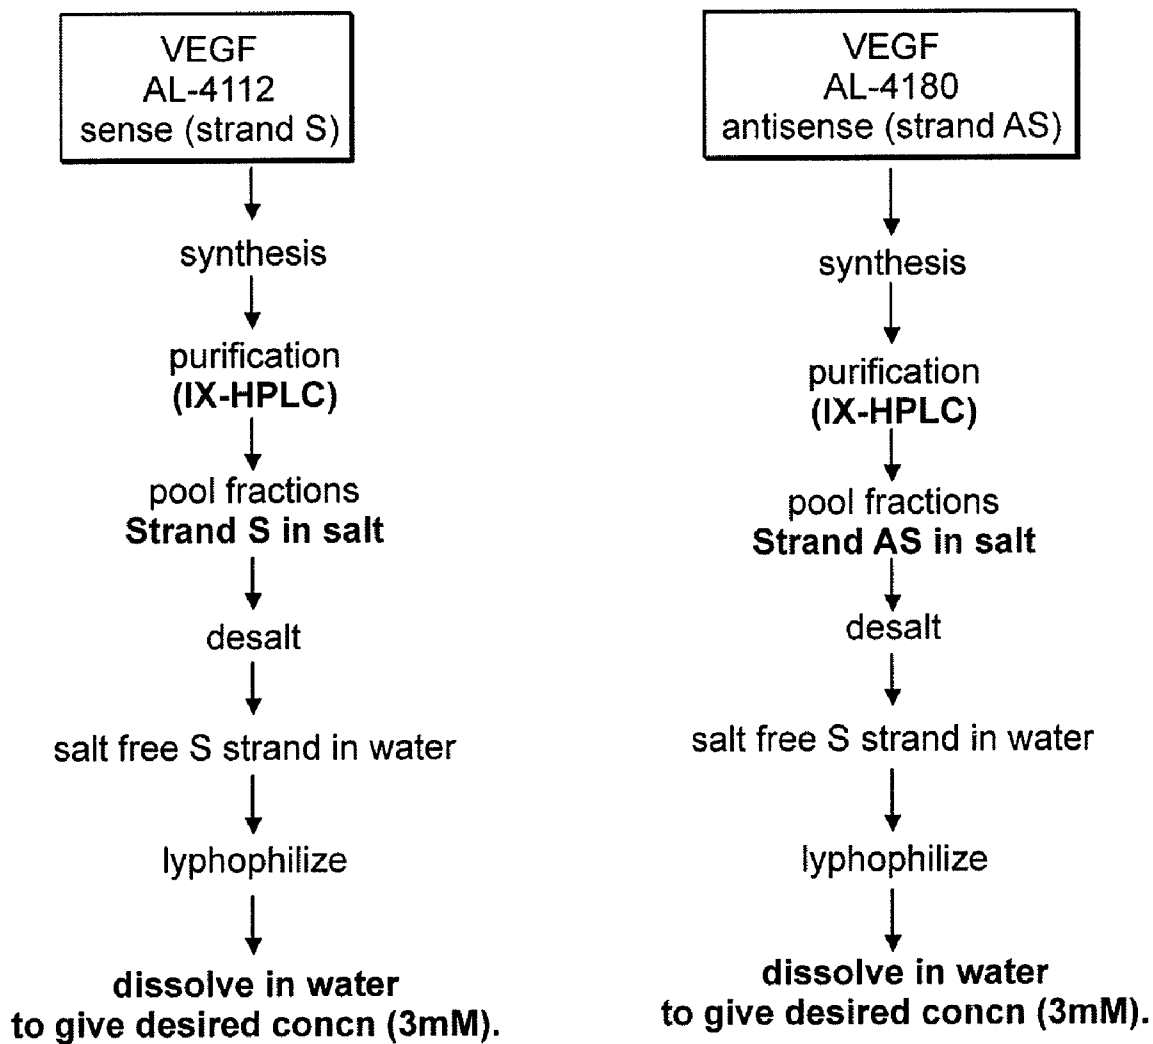 VEGF
AL-4112
sense (strand S)
synthesis
purification
(IX-HPLC)
pool fractions
Strand S in salt
desalt
salt free S strand in water
lyphophilize
dissolve in water
to give desired concn (3mM).
VEGF
AL-4180
antisense (strand AS)
synthesis
purification
(IX-HPLC)
pool fractions
Strand AS in salt
desalt
salt free S strand in water
lyphophilize
dissolve in water
to give desired concn (3mM).